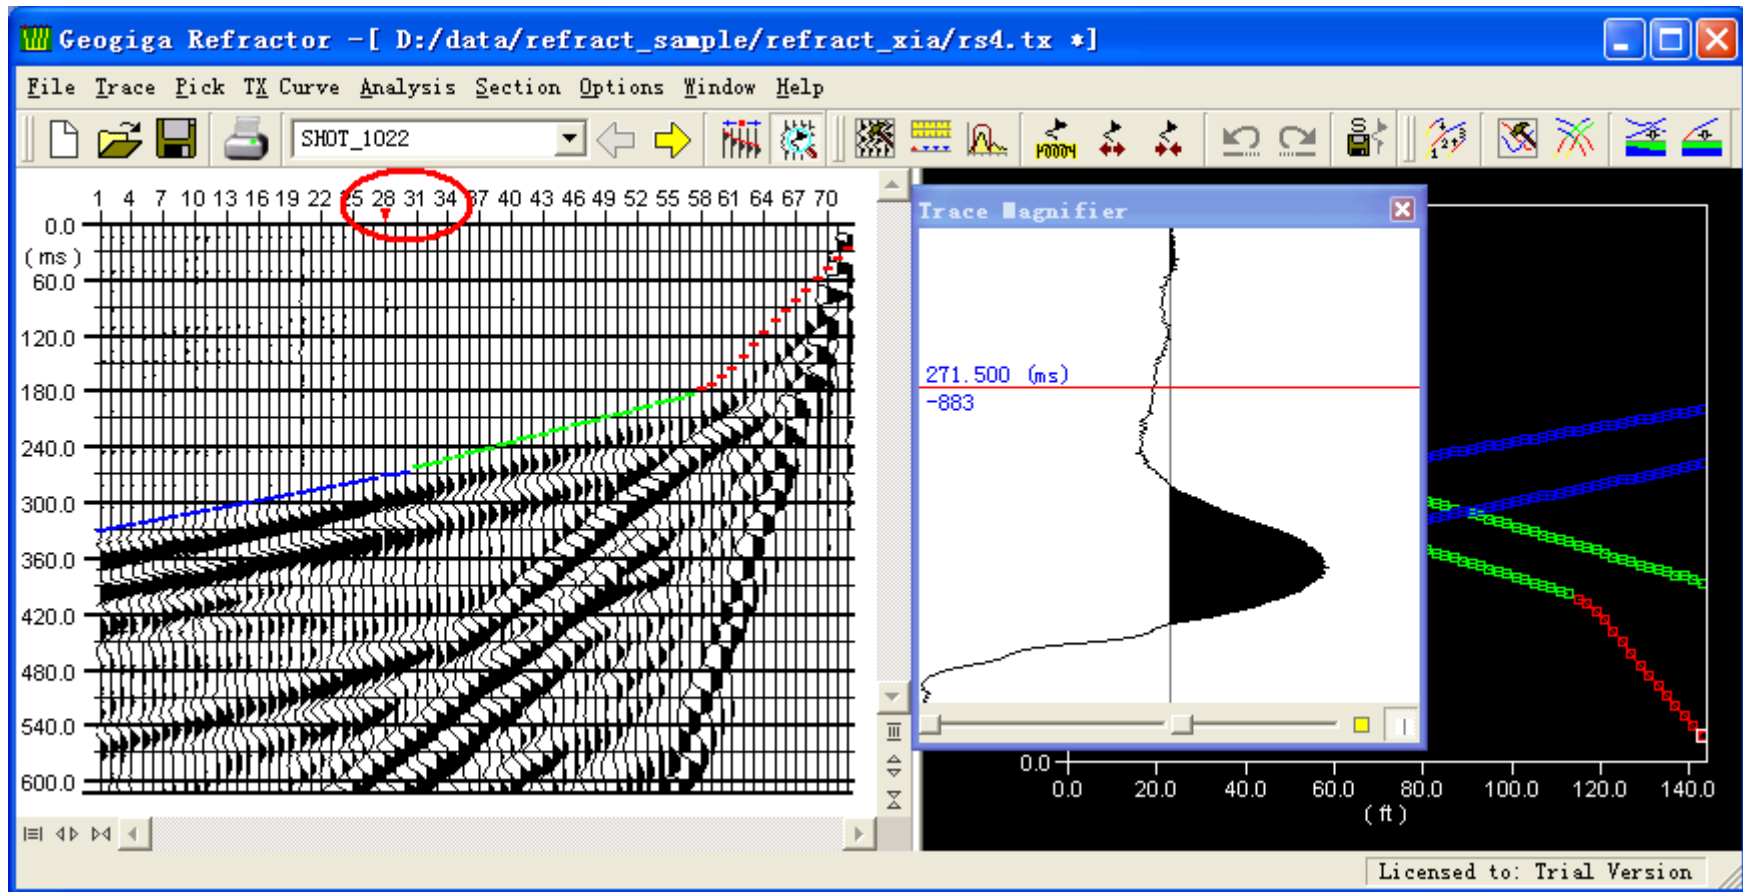 Geogiga Refractor -[ D:/data/refract_sample/refract_xia/rs4.tx *]
File Trace Pick TX Curve Analysis Section Options Window Help
SHOT_1022
1 4 7 10 13 16 19 22 25 28 31 34 37 40 43 46 49 52 55 58 61 64 67 70
0.0
(ms)
60.0
120.0
180.0
240.0
300.0
360.0
420.0
480.0
540.0
600.0
Trace Magnifier
271.500 (ms)
-883
0.0
0.0 20.0 40.0 60.0 80.0 100.0 120.0 140.0
(ft)
Licensed to: Trial Version